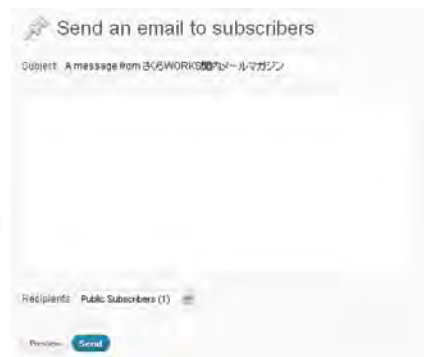 Send an email to subscribers
Subject A message from さくらWORKS関内メールマガジン
Recipients Public Subscribers (1)
Preview Send